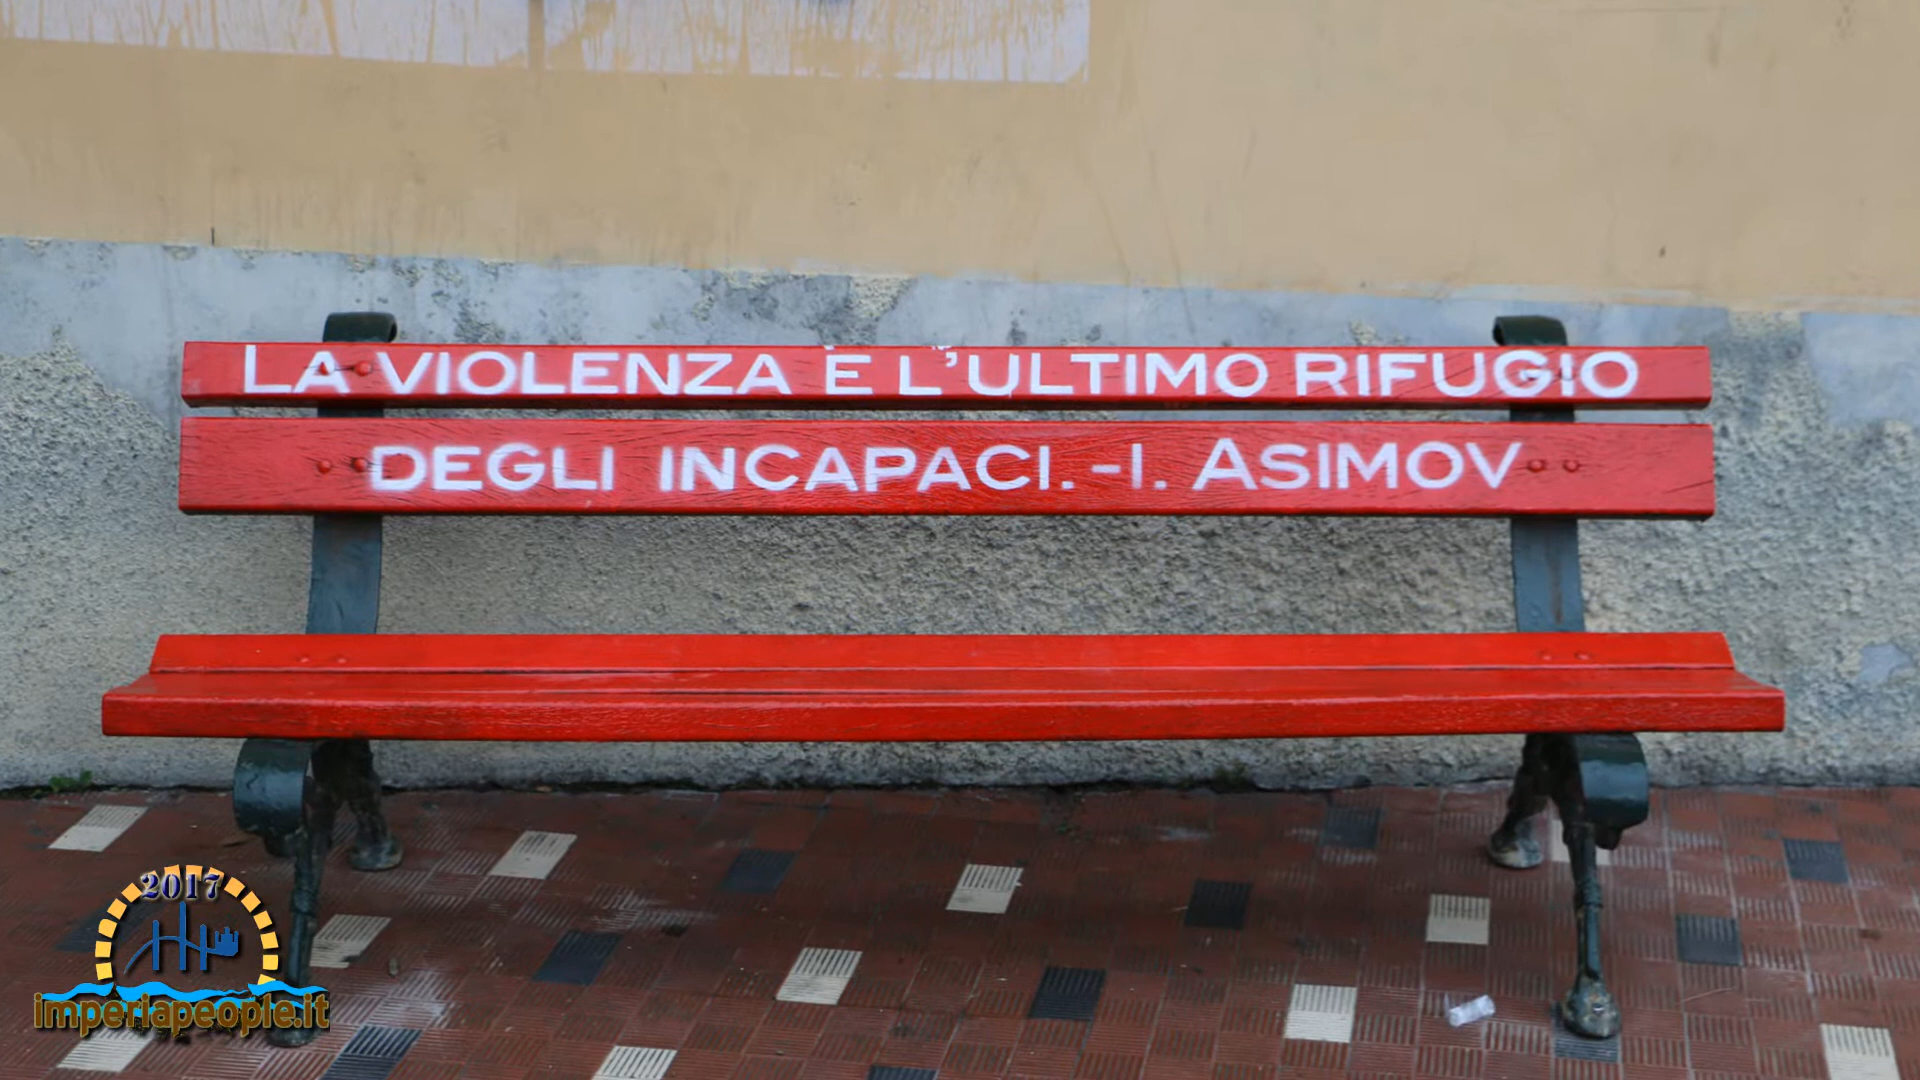 LA VIOLENZA È L'ULTIMO RIFUGIO
DEGLI INCAPACI. -I. ASIMOV
2017
imperiapeople.it